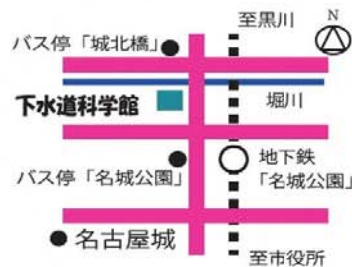 至黒川
N
バス停「城北橋」
下水道科学館
堀川
地下鉄
「名城公園」
バス停「名城公園」
名古屋城
至市役所